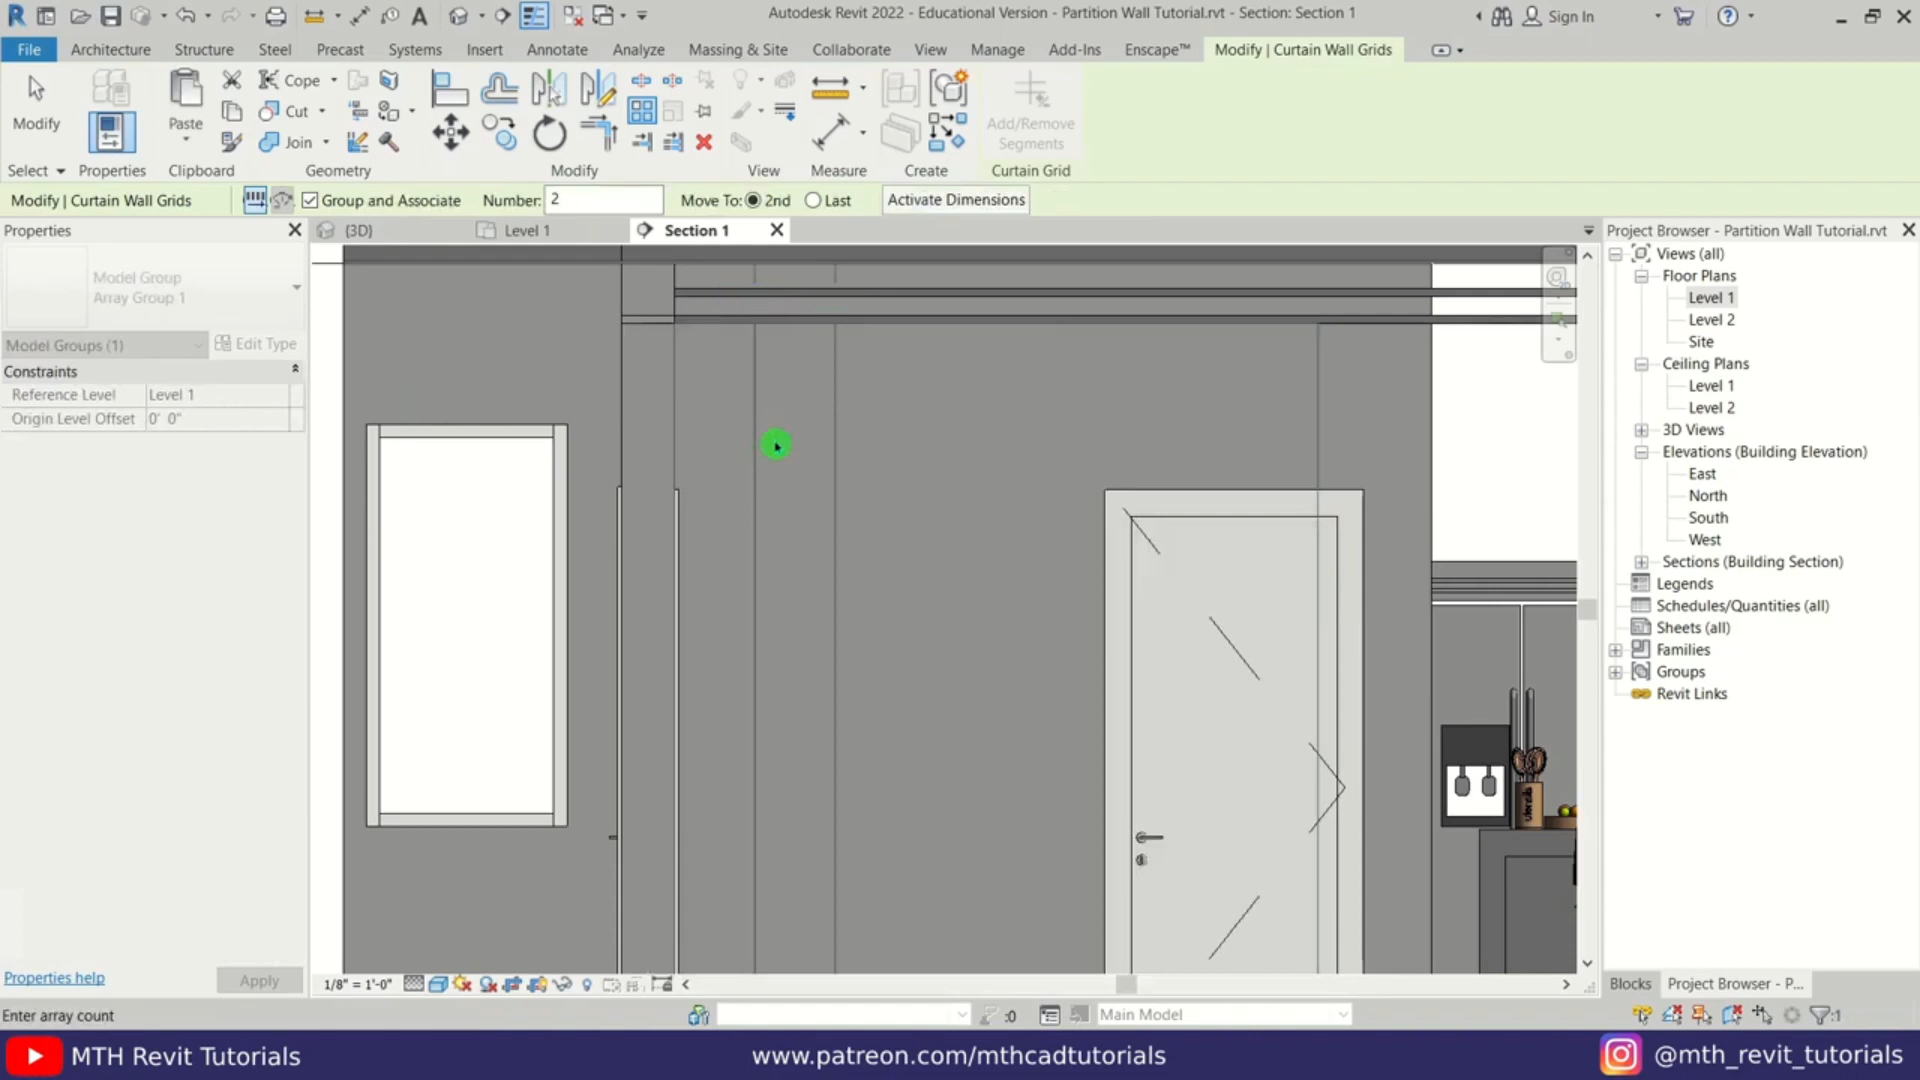 Autodesk Revit 2022 - Educational Version - Partition Wall Tutorial.rvt - Section: Section 1
Sign In
File Architecture Structure Steel Precast Systems Insert Annotate Analyze Massing & Site Collaborate View Manage Add-Ins Enscape™ Modify | Curtain Wall Grids
Modify
Paste
Cope
Cut
Join
Add/Remove
Segments
Select Properties Clipboard Geometry Modify View Measure Create Curtain Grid
Modify | Curtain Wall Grids Group and Associate Number: 2 Move To: 2nd Last Activate Dimensions
Properties
{3D} Level 1 Section 1
Project Browser - Partition Wall Tutorial.rvt
Model Group
Array Group 1
Model Groups (1) Edit Type
Constraints
Reference Level Level 1
Origin Level Offset 0' 0"
Views (all)
Floor Plans
Level 1
Level 2
Site
Ceiling Plans
Level 1
Level 2
3D Views
Elevations (Building Elevation)
East
North
South
West
Sections (Building Section)
Legends
Schedules/Quantities (all)
Sheets (all)
Families
Groups
Revit Links
Properties help Apply
1/8" = 1'-0"
Blocks Project Browser - P...
Enter array count
:0
Main Model
:1
MTH Revit Tutorials
www.patreon.com/mthcadtutorials
@mth_revit_tutorials